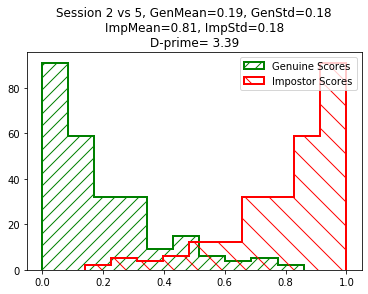 Session 2 vs 5, GenMean=0.19, GenStd=0.18
ImpMean=0.81, ImpStd=0.18
D-prime= 3.39
Genuine Scores
Impostor Scores
80
60
40
20
0
0.0 0.2 0.4 0.6 0.8 1.0